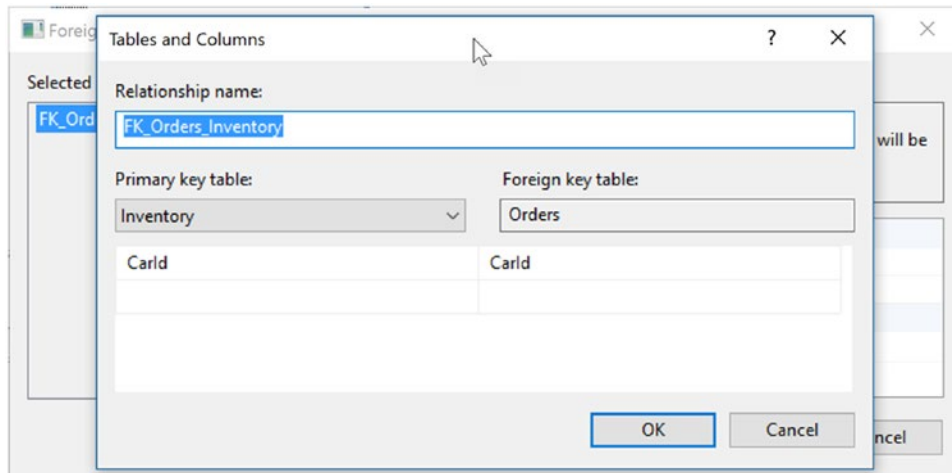 Foreig
Tables and Columns
?
Selected
Relationship name:
FK_Ord
FK_Orders_Inventory
will be
Primary key table:
Foreign key table:
Inventory
Orders
CarId
CarId
OK
Cancel
ncel